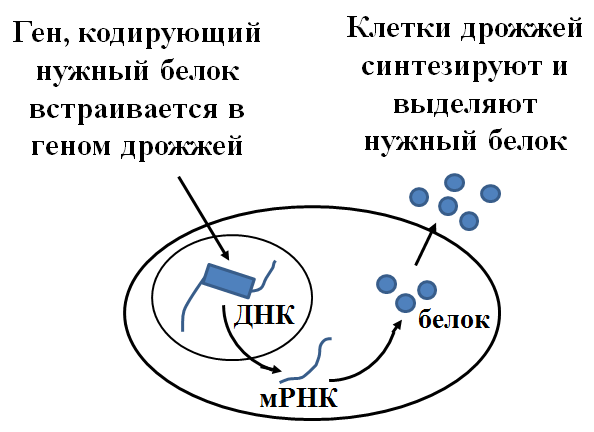 Ген, кодирующий
нужный белок
встраивается в
геном дрожжей
Клетки дрожжей
синтезируют и
выделяют
нужный белок
ДНК
белок
мРНК